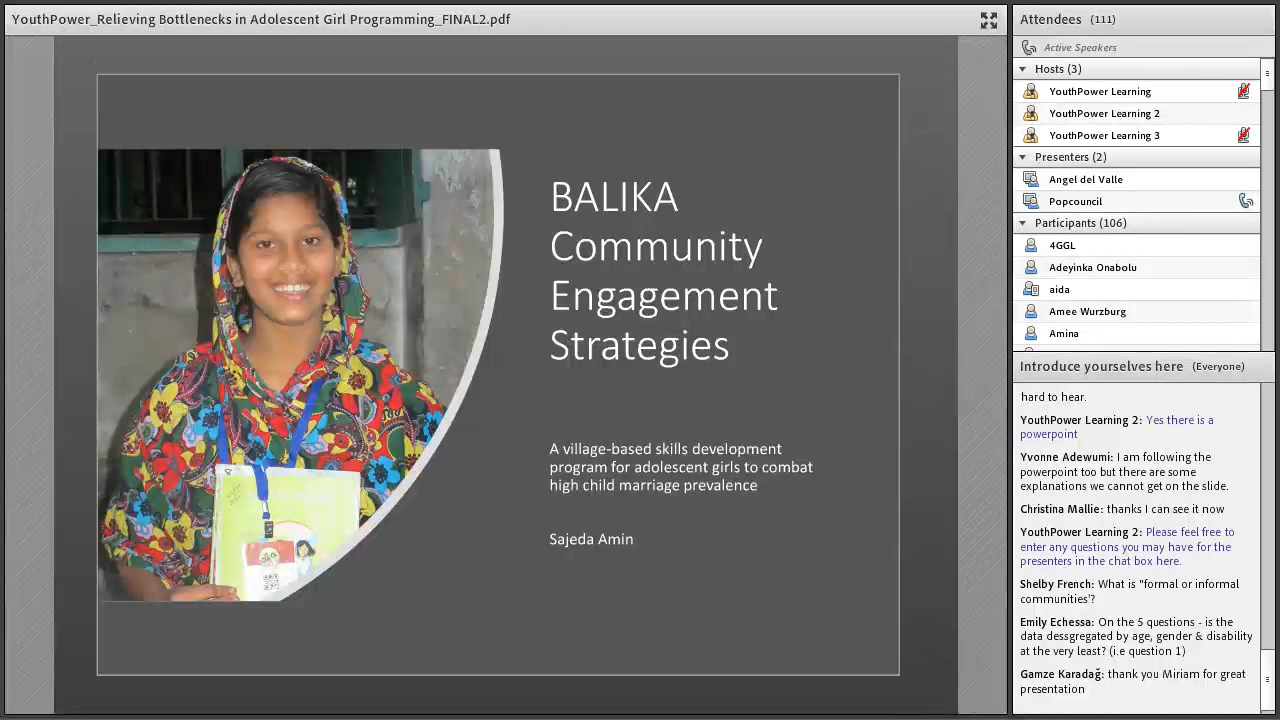 YouthPower_Relieving Bottlenecks in Adolescent Girl Programming_FINAL2.pdf
BALIKA
Community
Engagement
Strategies
A village-based skills development
program for adolescent girls to combat
high child marriage prevalence
Sajeda Amin
Attendees (111)
Active Speakers
Hosts (3)
YouthPower Learning
YouthPower Learning 2
YouthPower Learning 3
Presenters (2)
Angel del Valle
Popcouncil
Participants (106)
4GGL
Adeyinka Onabolu
aida
Amee Wurzburg
Amina
Introduce yourselves here (Everyone)
hard to hear.
YouthPower Learning 2: Yes there is a
powerpoint
Yvonne Adewumi: I am following the
powerpoint too but there are some
explanations we cannot get on the slide.
Christina Mallie: thanks I can see it now
YouthPower Learning 2: Please feel free to
enter any questions you may have for the
presenters in the chat box here.
Shelby French: What is "formal or informal
communities'?
Emily Echessa: On the 5 questions - is the
data dessgregated by age, gender & disability
at the very least? (i.e question 1)
Gamze Karadağ: thank you Miriam for great
presentation